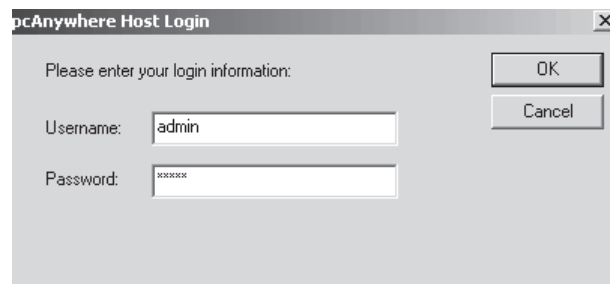 pcAnywhere Host Login
Please enter your login information:
OK
Cancel
Username: admin
Password: *****